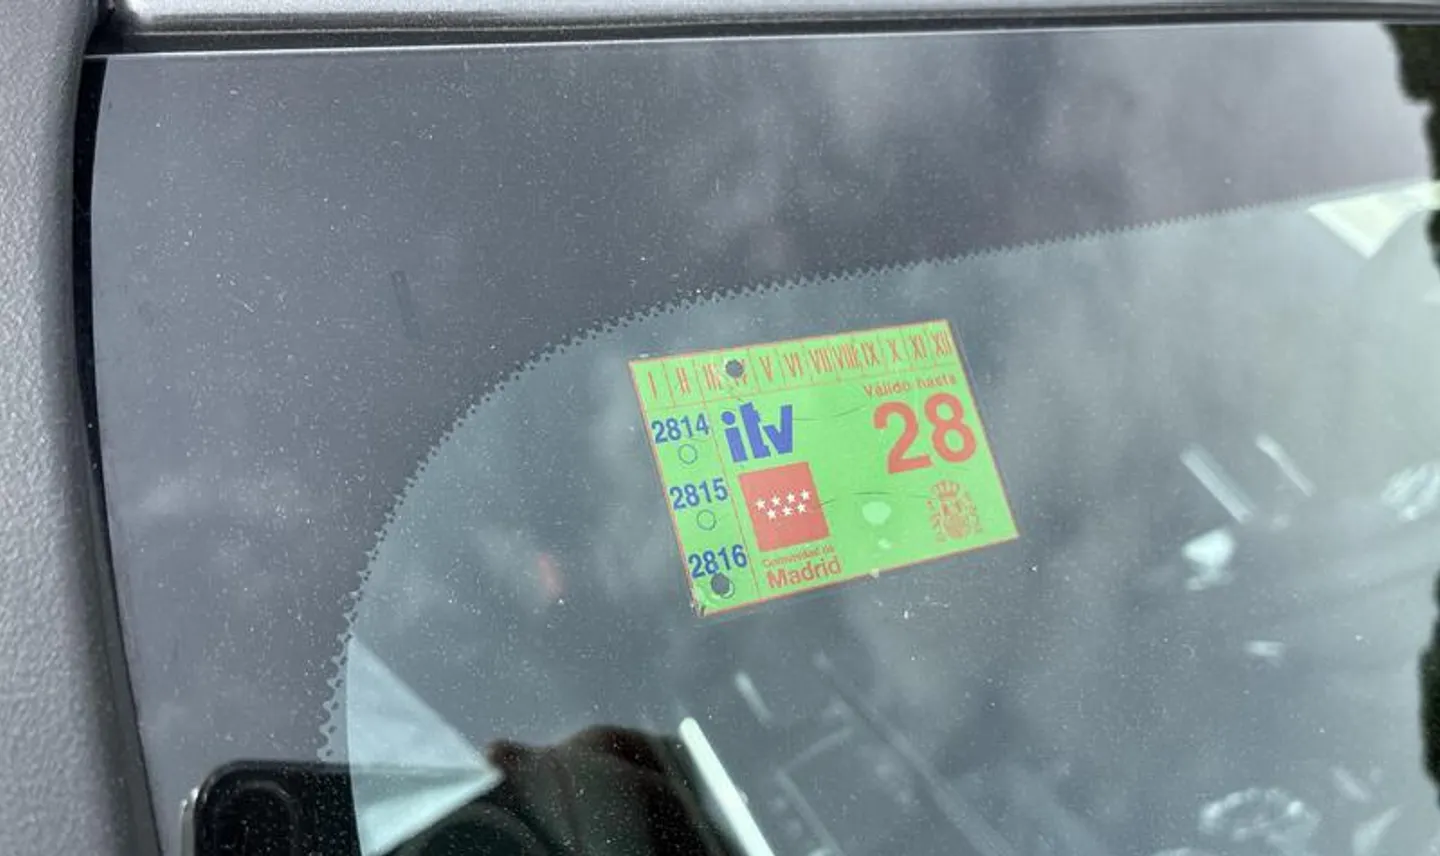 I II III IV V VI VII VIII IX X XI XII
Válido hasta
2814 itv 28
2815
2816
Comunidad de
Madrid